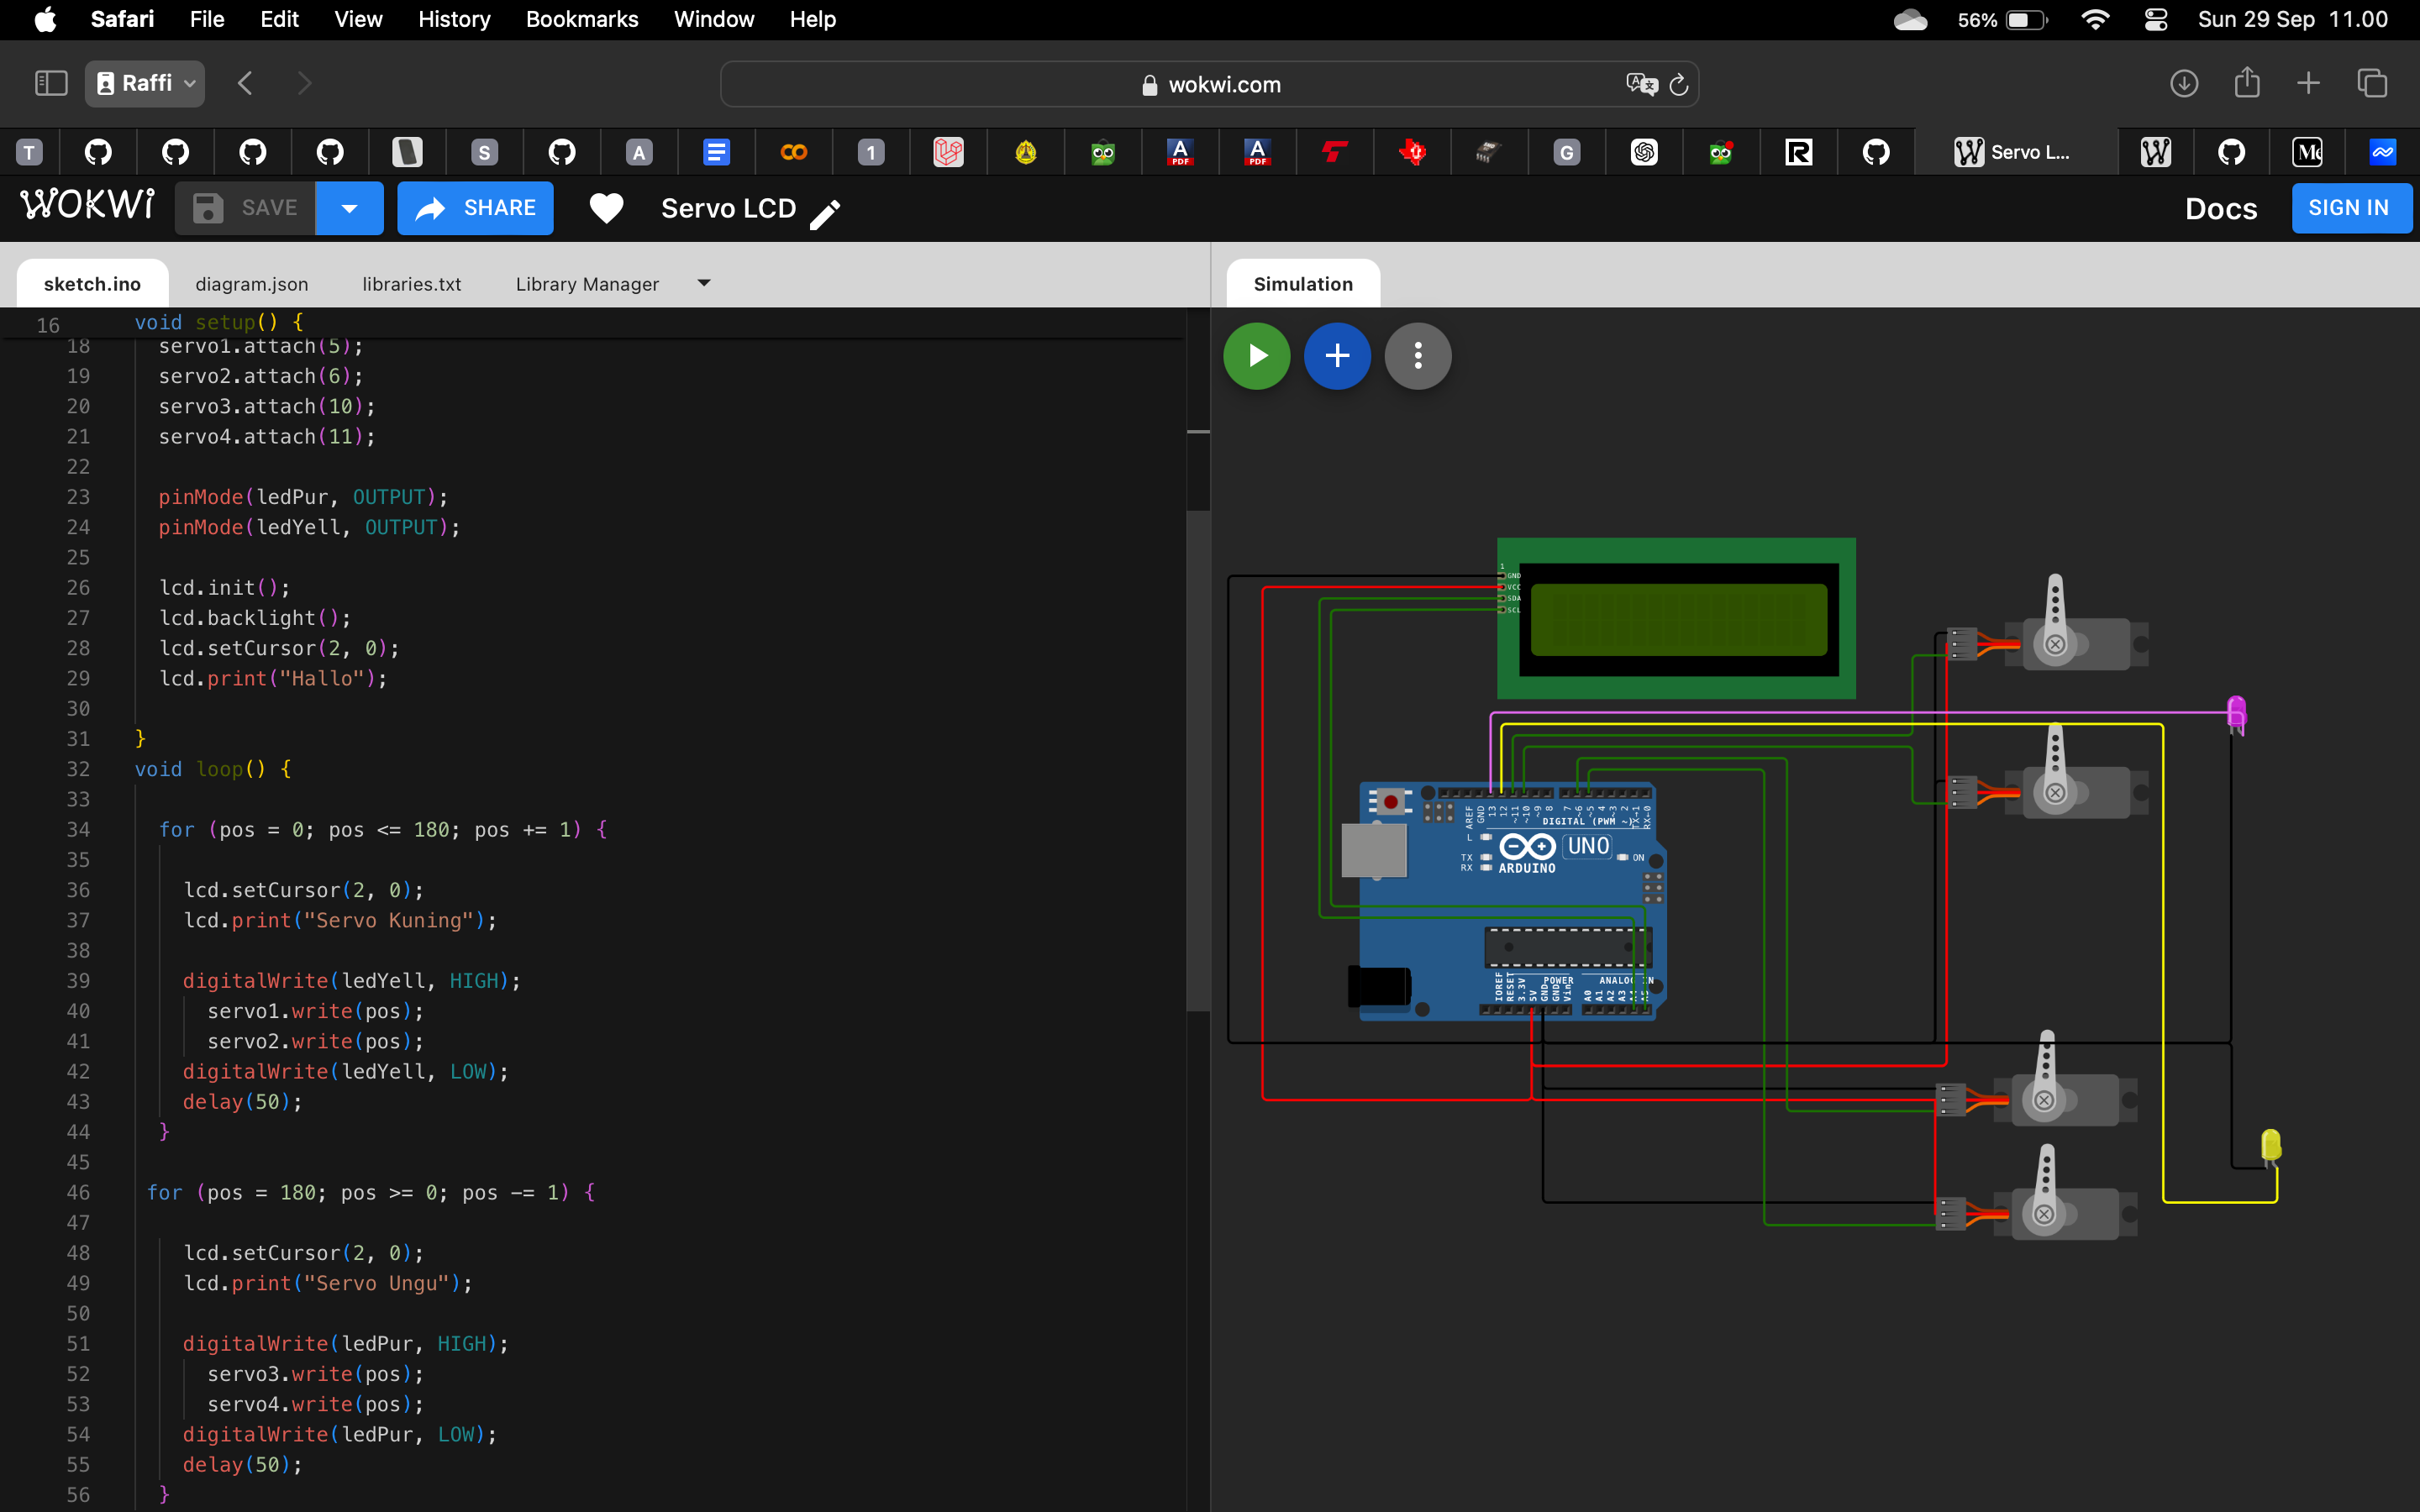 Safari File Edit View History Bookmarks Window Help 56% Sun 29 Sep 11.00
Raffi wokwi.com
T S A 1 A PDF A PDF G R Servo L...
WOKWi SAVE SHARE Servo LCD Docs SIGN IN
sketch.ino diagram.json libraries.txt Library Manager
Simulation
16 void setup() {
18 servo1.attach(5);
19 servo2.attach(6);
20 servo3.attach(10);
21 servo4.attach(11);
22
23 pinMode(ledPur, OUTPUT);
24 pinMode(ledYell, OUTPUT);
25
26 lcd.init();
27 lcd.backlight();
28 lcd.setCursor(2, 0);
29 lcd.print("Hallo");
30
31 }
32 void loop() {
33
34 for (pos = 0; pos <= 180; pos += 1) {
35
36 lcd.setCursor(2, 0);
37 lcd.print("Servo Kuning");
38
39 digitalWrite(ledYell, HIGH);
40 servo1.write(pos);
41 servo2.write(pos);
42 digitalWrite(ledYell, LOW);
43 delay(50);
44 }
45
46 for (pos = 180; pos >= 0; pos -= 1) {
47
48 lcd.setCursor(2, 0);
49 lcd.print("Servo Ungu");
50
51 digitalWrite(ledPur, HIGH);
52 servo3.write(pos);
53 servo4.write(pos);
54 digitalWrite(ledPur, LOW);
55 delay(50);
56 }
1
GND
VCC
SDA
SCL
AREF GND 13 12 ~11 ~10 ~9 8 7 ~6 ~5 4 ~3 2 TX→1 RX←0
DIGITAL (PWM ~)
L
UNO
TX
RX
ON
ARDUINO
POWER ANALOG IN
IOREF RESET 3.3V 5V GND GND Vin A0 A1 A2 A3